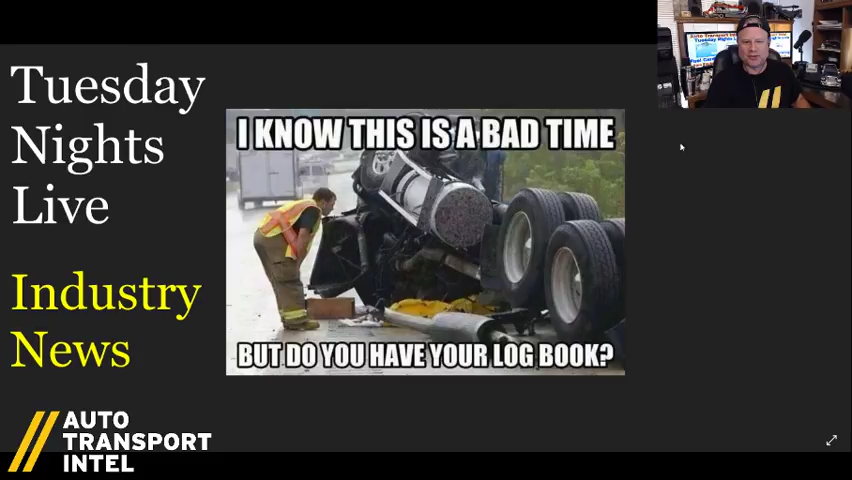 Tuesday
Nights
Live
Industry
News
I KNOW THIS IS A BAD TIME
BUT DO YOU HAVE YOUR LOG BOOK?
AUTO
TRANSPORT
INTEL